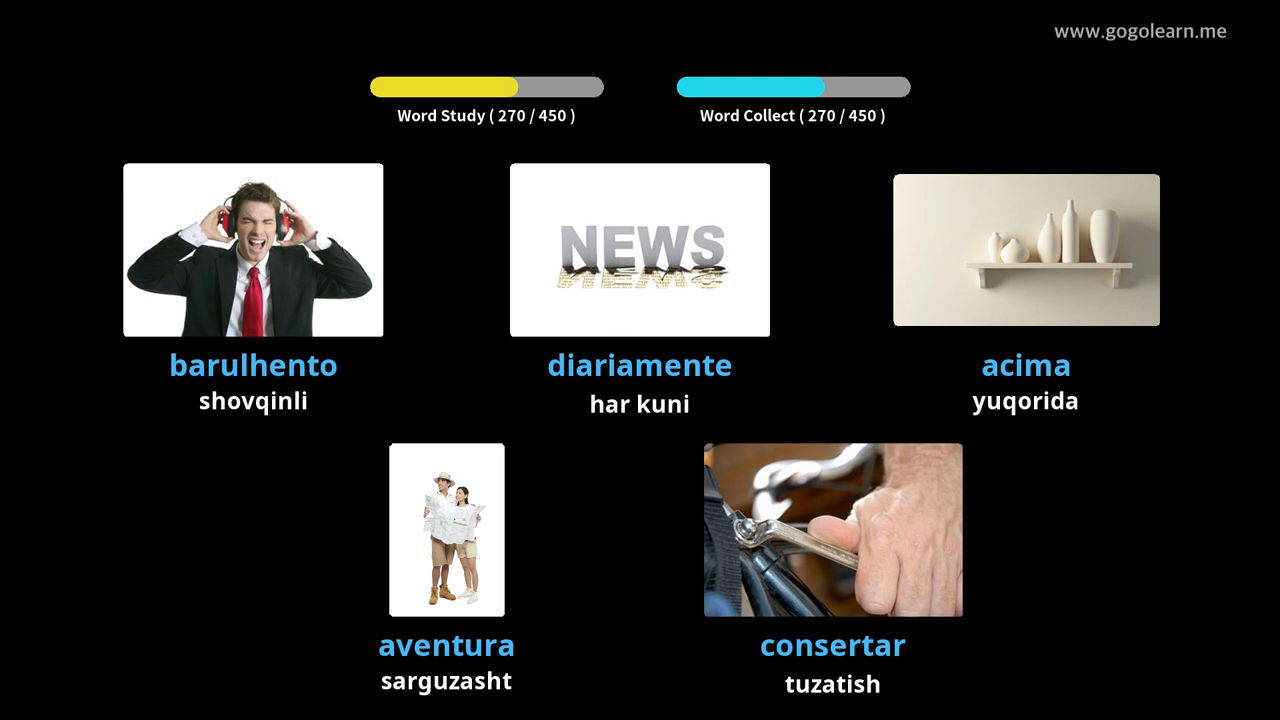 www.gogolearn.me
Word Study ( 270 / 450 )
Word Collect ( 270 / 450 )
NEWS
barulhento
shovqinli
diariamente
har kuni
acima
yuqorida
aventura
sarguzasht
consertar
tuzatish